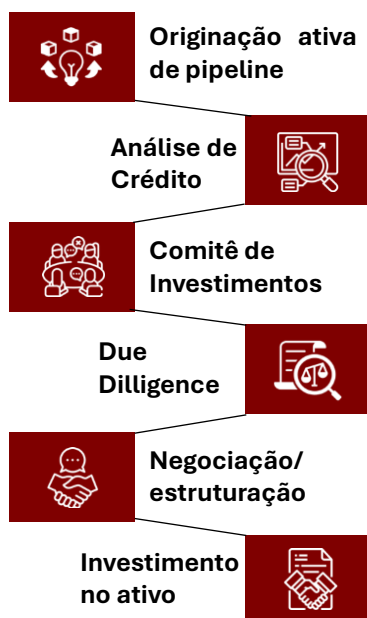 Originação ativa
de pipeline
Análise de
Crédito
Comitê de
Investimentos
Due
Dilligence
Negociação/
estruturação
Investimento
no ativo